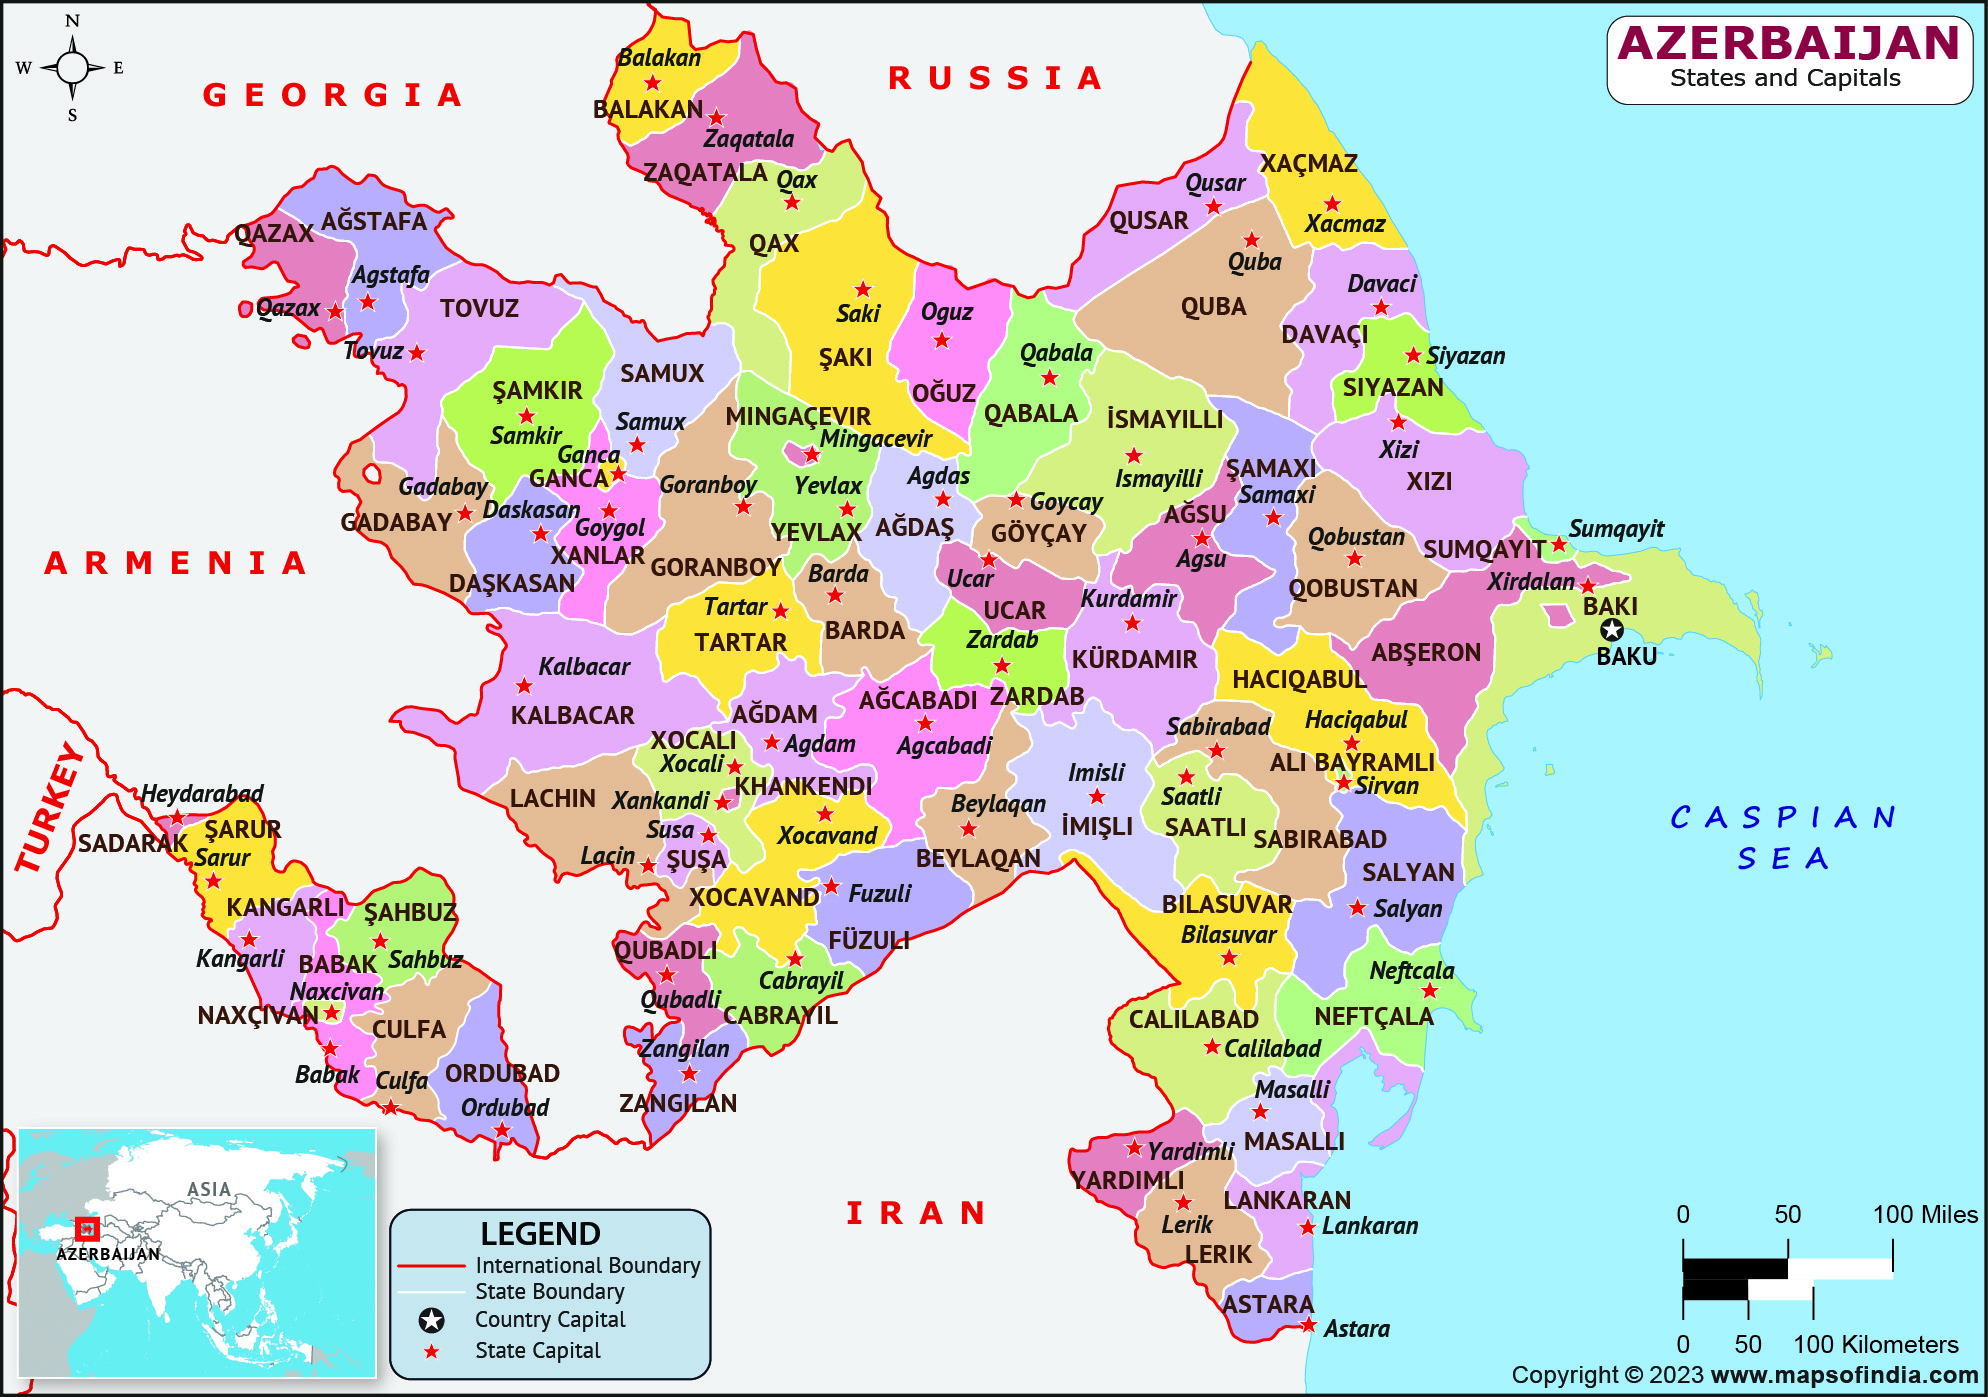 AZERBAIJAN
States and Capitals
N
W
E
S
GEORGIA
RUSSIA
ARMENIA
TURKEY
IRAN
CASPIAN
SEA
Balakan
BALAKAN
Zaqatala
ZAQATALA
Qax
QAX
Saki
ŞAKI
Oguz
OĞUZ
Qabala
QABALA
QAZAX
Qazax
AĞSTAFA
Agstafa
TOVUZ
Tovuz
ŞAMKIR
Samkir
SAMUX
Samux
Ganca
GANCA
GADABAY
Gadabay
Daskasan
DAŞKASAN
Goygol
XANLAR
Goranboy
GORANBOY
MINGAÇEVIR
Mingacevir
Yevlax
YEVLAX
Agdas
AĞDAŞ
Goycay
GÖYÇAY
İSMAYILLI
Ismayilli
Qusar
QUSAR
XAÇMAZ
Xacmaz
Quba
QUBA
Davaci
DAVAÇI
Siyazan
SIYAZAN
Xizi
XIZI
ŞAMAXI
Samaxi
AĞSU
Agsu
Qobustan
QOBUSTAN
SUMQAYIT
Sumqayit
Xirdalan
BAKI
BAKU
ABŞERON
Ucar
UCAR
Kurdamir
KÜRDAMIR
Zardab
ZARDAB
Barda
BARDA
Tartar
TARTAR
Kalbacar
KALBACAR
AĞDAM
Agdam
AĞCABADI
Agcabadi
HACIQABUL
Haciqabul
Sabirabad
SABIRABAD
ALI BAYRAMLI
Sirvan
Saatli
SAATLI
Imisli
İMIŞLI
Beylaqan
BEYLAQAN
XOCALI
Xocali
KHANKENDI
Xankandi
Xocavand
XOCAVAND
Susa
ŞUŞA
LACHIN
Lacin
Fuzuli
FÜZULI
QUBADLI
Qubadli
Cabrayil
CABRAYIL
Zangilan
ZANGILAN
SALYAN
Salyan
BILASUVAR
Bilasuvar
Neftcala
NEFTÇALA
CALILABAD
Calilabad
Masalli
MASALLI
Yardimli
YARDIMLI
Lerik
LERIK
LANKARAN
Lankaran
ASTARA
Astara
Heydarabad
SADARAK
ŞARUR
Sarur
KANGARLI
Kangarli
ŞAHBUZ
Sahbuz
BABAK
Naxcivan
NAXÇIVAN
Babak
CULFA
Culfa
ORDUBAD
Ordubad
ASIA
AZERBAIJAN
LEGEND
International Boundary
State Boundary
Country Capital
State Capital
0 50 100 Miles
0 50 100 Kilometers
Copyright © 2023 www.mapsofindia.com